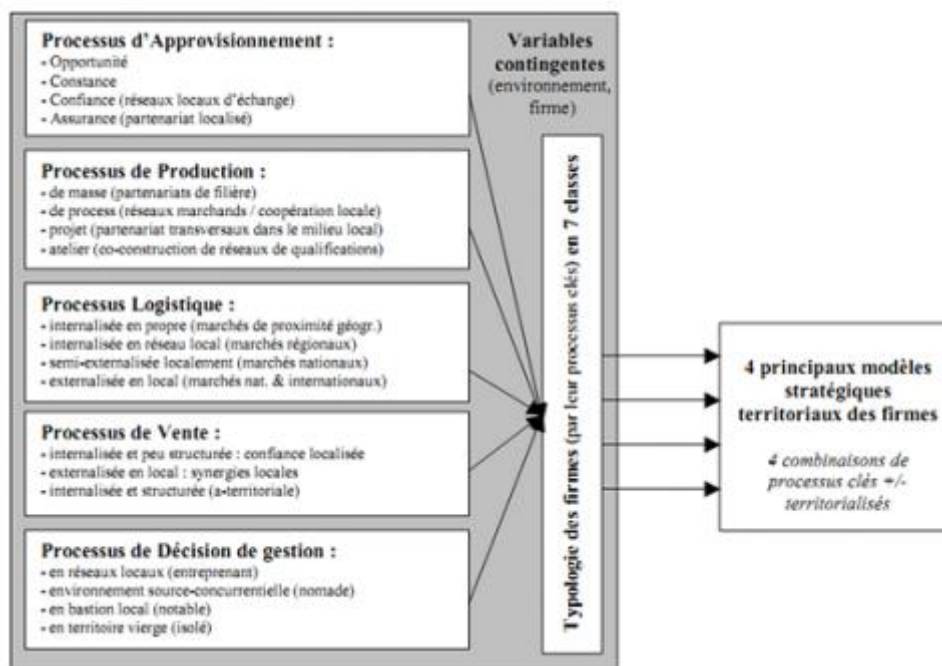 Processus d'Approvisionnement :
- Opportunité
- Constance
- Confiance (réseaux locaux d'échange)
- Assurance (partenariat localisé)
Variables
contingentes
(environnement,
firme)
Processus de Production :
- de masse (partenariats de filière)
- de process (réseaux marchands / coopération locale)
- projet (partenariat transversaux dans le milieu local)
- atelier (co-construction de réseaux de qualifications)
Processus Logistique :
- internalisée en propre (marchés de proximité géogr.)
- internalisée en réseau local (marchés régionaux)
- semi-externalisée localement (marchés nationaux)
- externalisée en local (marchés nat. & internationaux)
Processus de Vente :
- internalisée et peu structurée : confiance localisée
- externalisée en local : synergies locales
- internalisée et structurée (a-territoriale)
Processus de Décision de gestion :
- en réseaux locaux (entreprenant)
- environnement source-concurrentielle (nomade)
- en bastion local (notable)
- en territoire vierge (isolé)
Typologie des firmes (par leur processus clés) en 7 classes
4 principaux modèles
stratégiques
territoriaux des firmes
4 combinaisons de
processus clés +/-
territorialisés